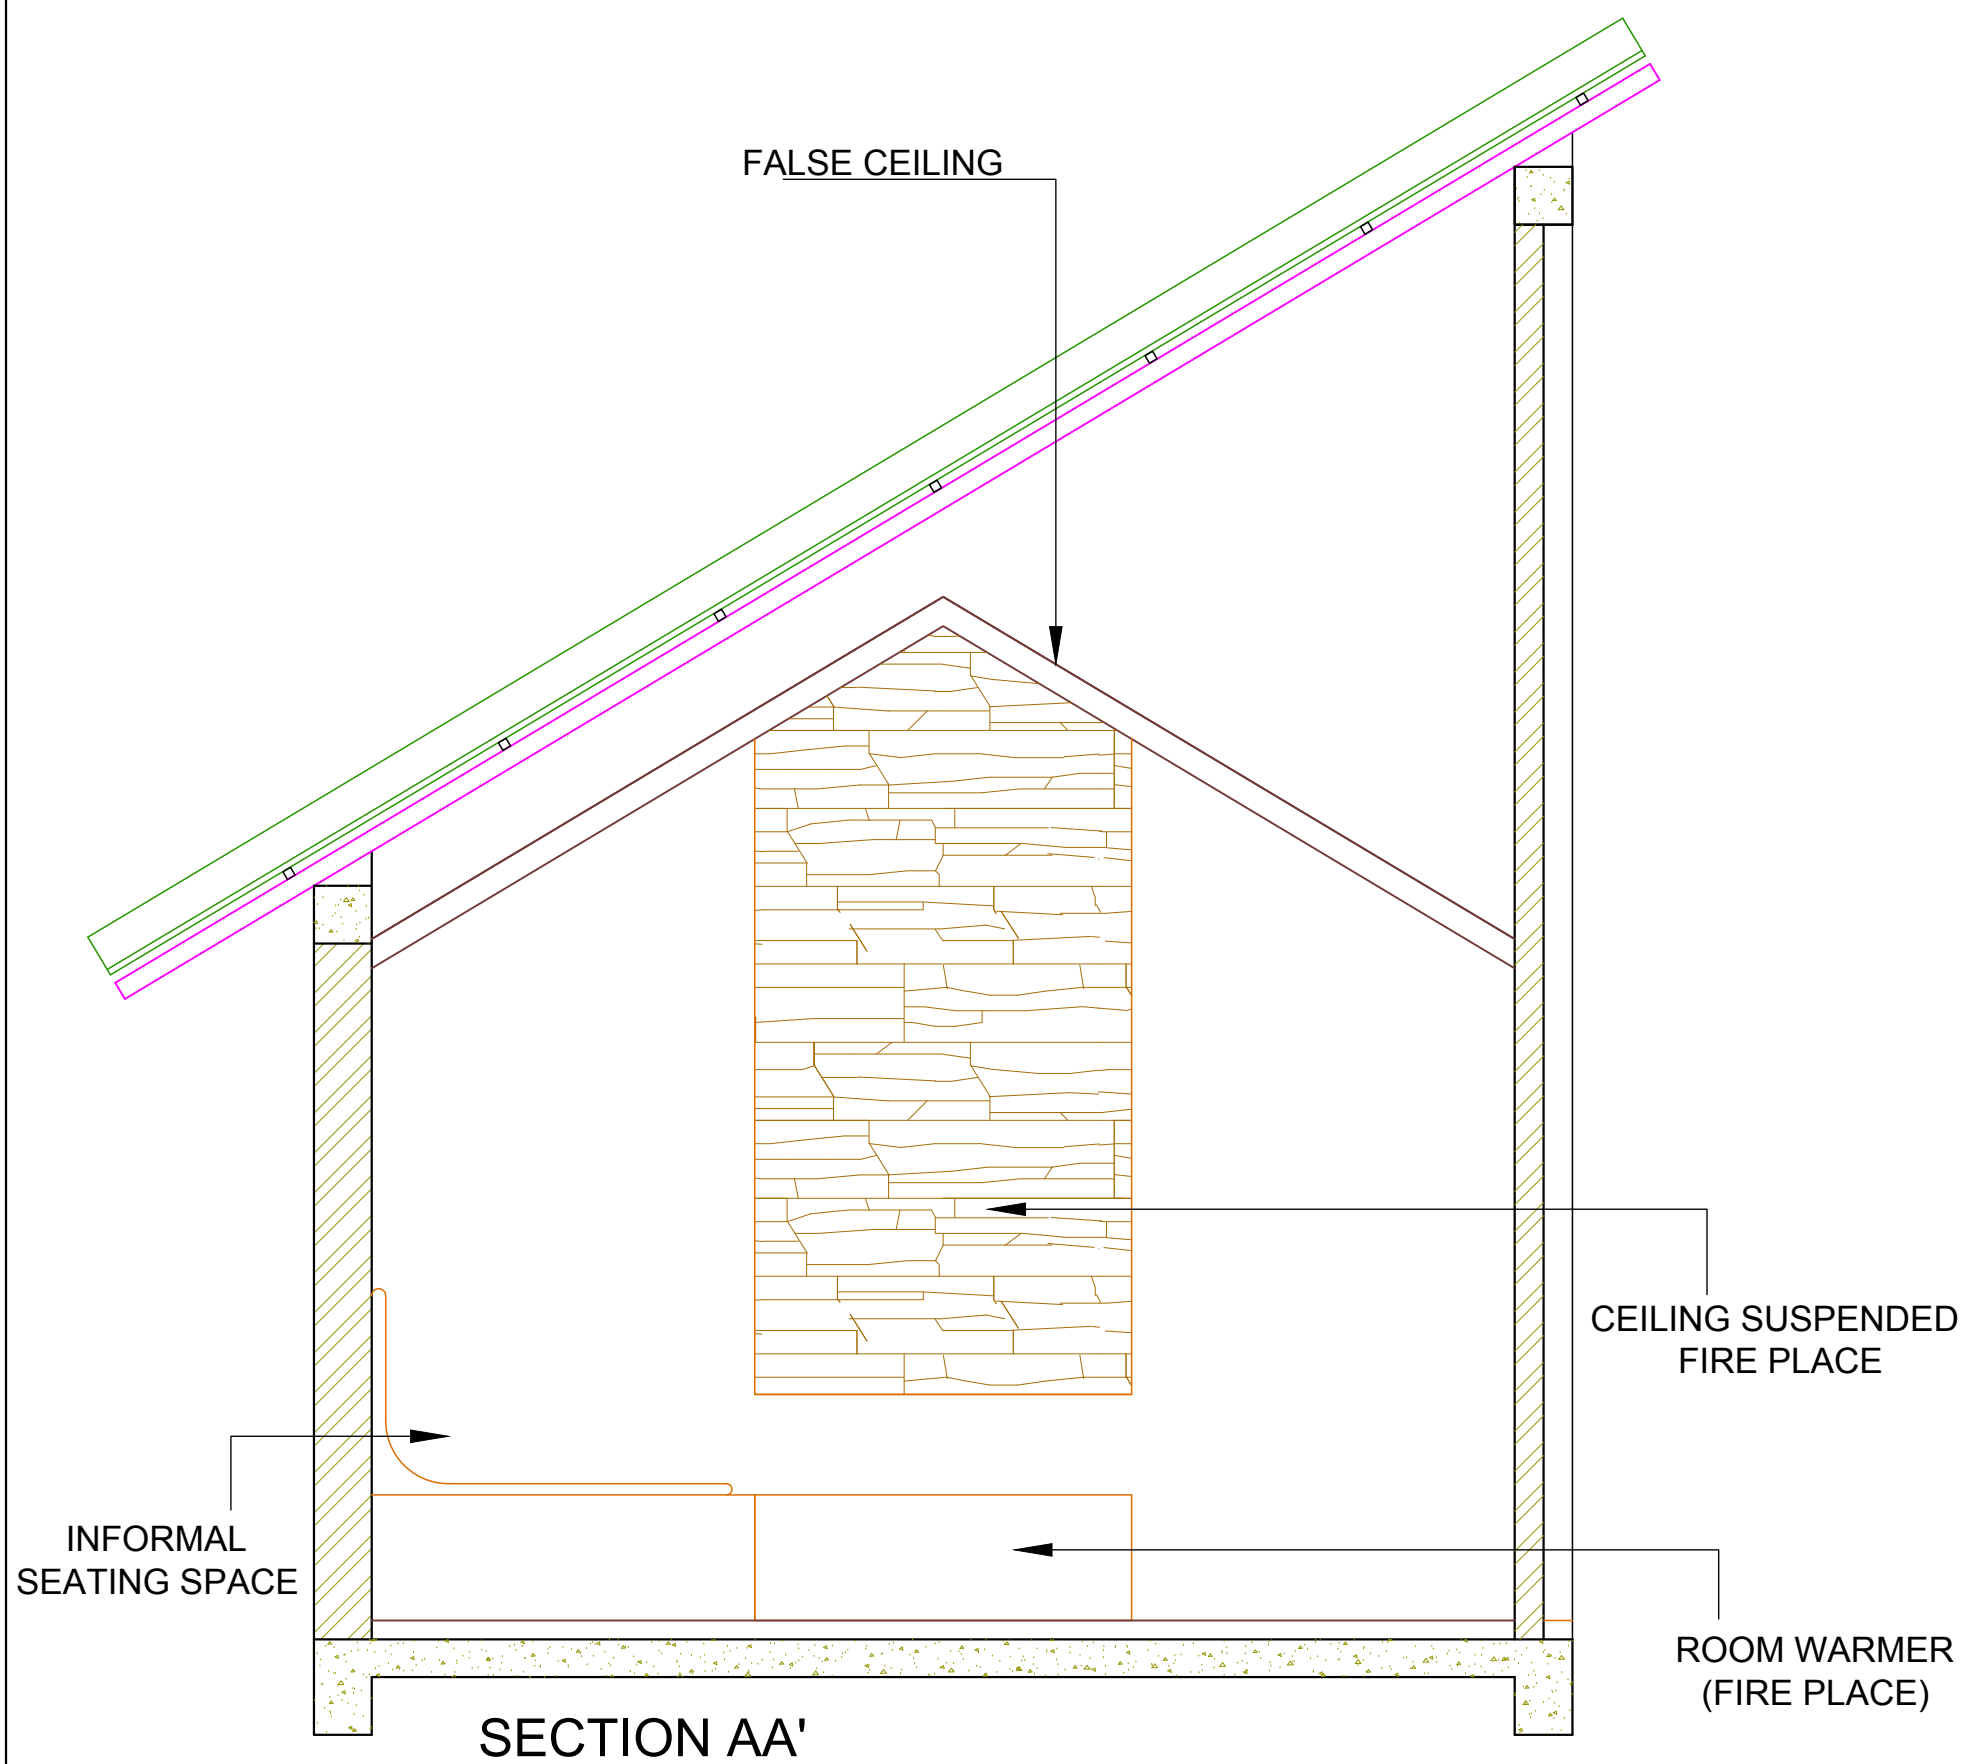 FALSE CEILING
CEILING SUSPENDED
FIRE PLACE
INFORMAL
SEATING SPACE
ROOM WARMER
(FIRE PLACE)
SECTION AA'